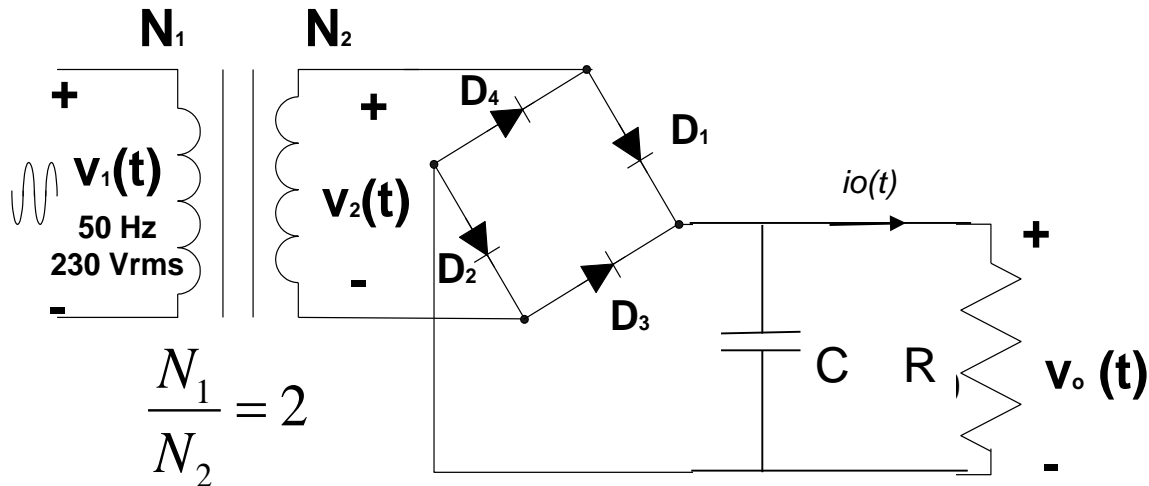 N₁ N₂
+ + D₄ D₁
v₁(t) v₂(t) io(t) +
50 Hz
230 Vrms
- - D₂ D₃
C R vₒ (t)
N₁/N₂ = 2
-